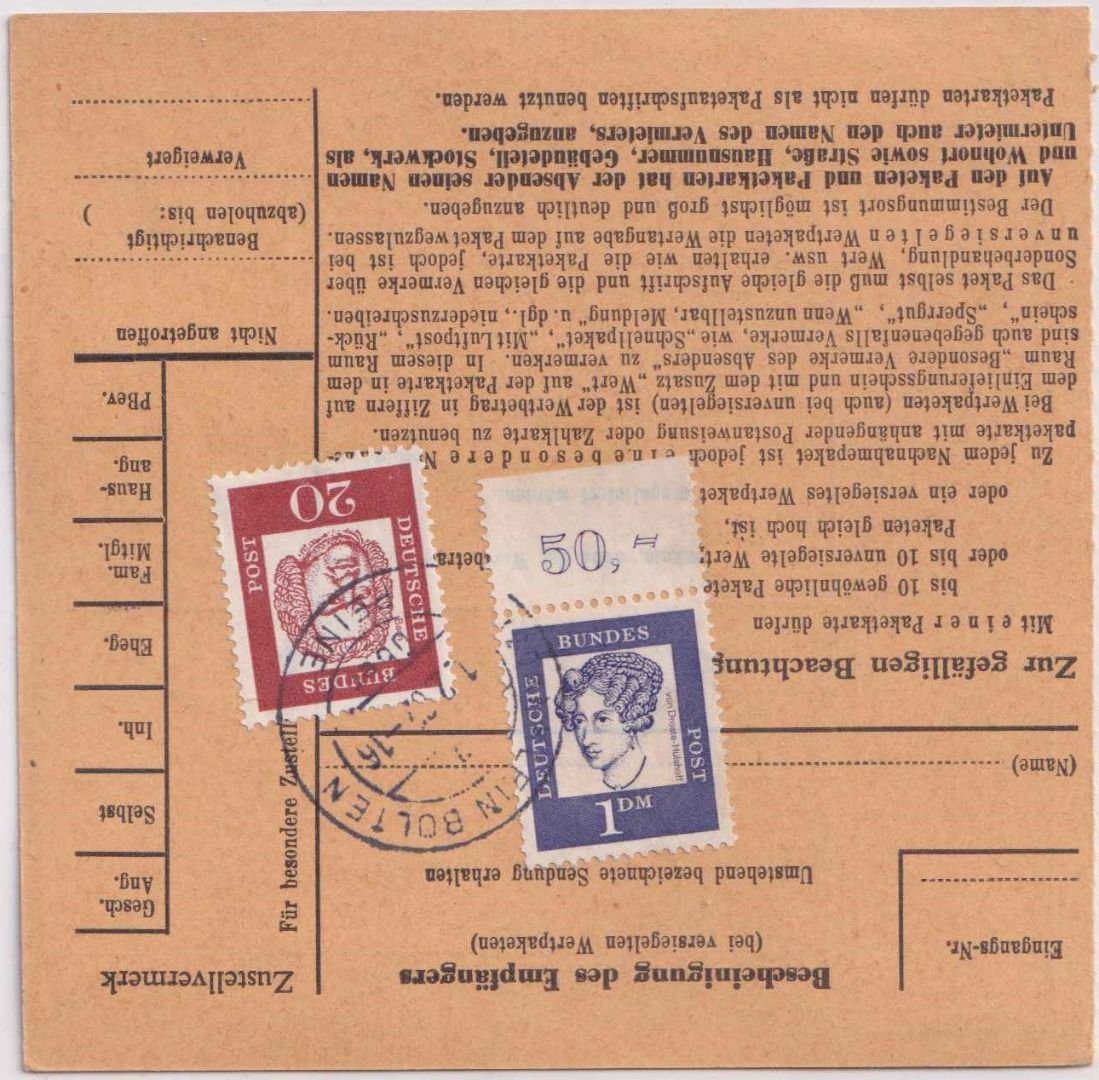 Zustellvermerk
Gesch.
Ang.
Selbst
Inh.
Eheg.
Fam.
Mitgl.
Haus-
ang.
PBev.
Für besondere Zustell
Nicht angetroffen
Benachrichtigt
(abzuholen bis: )
Verweigert
Bescheinigung des Empfängers
(bei versiegelten Wertpaketen)
Eingangs-Nr.
Umstehend bezeichnete Sendung erhalten
(Name)
Zur gefälligen Beachtung
Mit einer Paketkarte dürfen
bis 10 gewöhnliche Pakete
oder bis 10 unversiegelte Wert
Paketen gleich hoch ist,
oder ein versiegeltes Wertpaket
Zu jedem Nachnahmepaket ist jedoch eine besondere
paketkarte mit anhängender Postanweisung oder Zahlkarte zu benutzen.
Bei Wertpaketen (auch bei unversiegelten) ist der Wertbetrag in Ziffern auf
dem Einlieferungsschein und mit dem Zusatz „Wert" auf der Paketkarte in dem
Raum „Besondere Vermerke des Absenders" zu vermerken. In diesem Raum
sind auch gegebenenfalls Vermerke, wie „Schnellpaket", „Mit Luftpost", „Rück-
schein", „Sperrgut", „Wenn unzustellbar, Meldung" u. dgl., niederzuschreiben.
Das Paket selbst muß die gleiche Aufschrift und die gleichen Vermerke über
Sonderbehandlung, Wert usw. erhalten wie die Paketkarte, jedoch ist bei
unversiegelten Wertpaketen die Wertangabe auf dem Paket wegzulassen.
Der Bestimmungsort ist möglichst groß und deutlich anzugeben.
Auf den Paketen und Paketkarten hat der Absender seinen Namen
und Wohnort sowie Straße, Hausnummer, Gebäudeteil, Stockwerk, als
Untermieter auch den Namen des Vermieters, anzugeben.
Paketkarten dürfen nicht als Paketaufschriften benutzt werden.
DEUTSCHE
BUNDES
POST
20
50,=
DEUTSCHE
BUNDES
POST
von Droste-Hülshoff
1 DM
BOLTEN